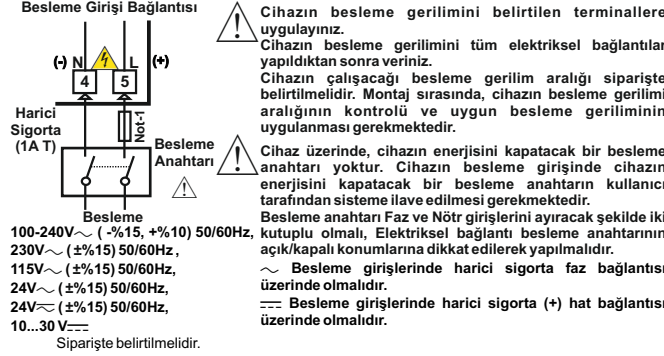 Besleme Girişi Bağlantısı
(-) N L (+)
4 5
Harici
Sigorta
(1A T)
Not-1
Besleme
Anahtarı
Besleme
100-240V ( -%15, +%10) 50/60Hz,
230V ( ±%15) 50/60Hz ,
115V ( ±%15) 50/60Hz,
24V ( ±%15) 50/60Hz,
24V ( ±%15) 50/60Hz,
10...30 V
Siparişte belirtilmelidir.
Cihazın besleme gerilimini belirtilen terminallere
uygulayınız.
Cihazın besleme gerilimini tüm elektriksel bağlantılar
yapıldıktan sonra veriniz.
Cihazın çalışacağı besleme gerilim aralığı siparişte
belirtilmelidir. Montaj sırasında, cihazın besleme gerilimi
aralığının kontrolü ve uygun besleme geriliminin
uygulanması gerekmektedir.
Cihaz üzerinde, cihazın enerjisini kapatacak bir besleme
anahtarı yoktur. Cihazın besleme girişinde cihazın
enerjisini kapatacak bir besleme anahtarın kullanıcı
tarafından sisteme ilave edilmesi gerekmektedir.
Besleme anahtarı Faz ve Nötr girişlerini ayıracak şekilde iki
kutuplu olmalı, Elektriksel bağlantı besleme anahtarının
açık/kapalı konumlarına dikkat edilerek yapılmalıdır.
Besleme girişlerinde harici sigorta faz bağlantısı
üzerinde olmalıdır.
Besleme girişlerinde harici sigorta (+) hat bağlantısı
üzerinde olmalıdır.